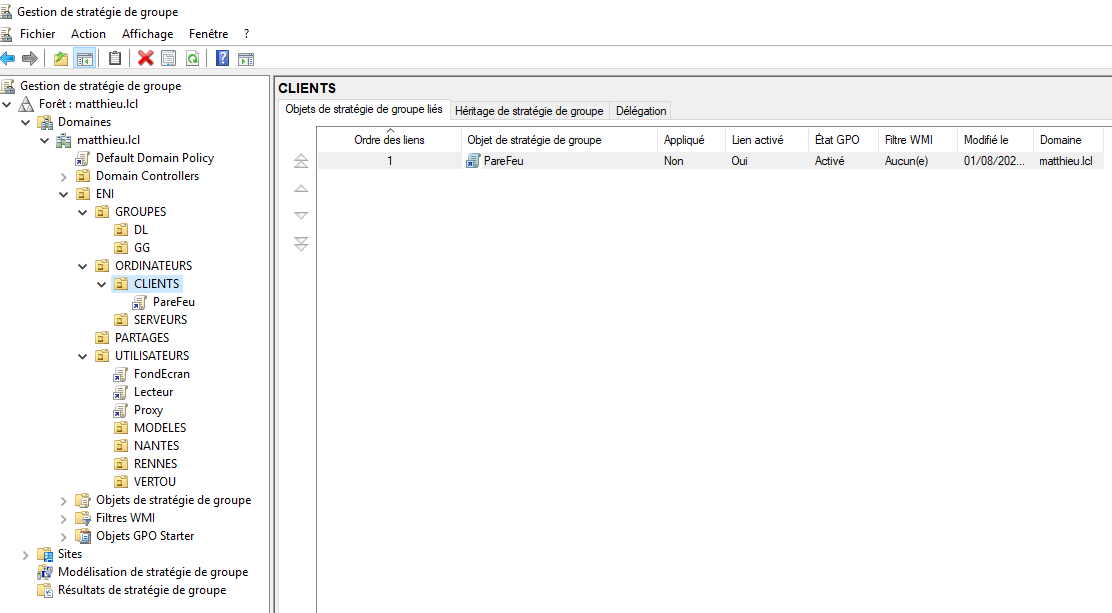 Gestion de stratégie de groupe
Fichier Action Affichage Fenêtre ?
Gestion de stratégie de groupe
Forêt : matthieu.lcl
Domaines
matthieu.lcl
Default Domain Policy
Domain Controllers
ENI
GROUPES
DL
GG
ORDINATEURS
CLIENTS
PareFeu
SERVEURS
PARTAGES
UTILISATEURS
FondEcran
Lecteur
Proxy
MODELES
NANTES
RENNES
VERTOU
Objets de stratégie de groupe
Filtres WMI
Objets GPO Starter
Sites
Modélisation de stratégie de groupe
Résultats de stratégie de groupe
CLIENTS
Objets de stratégie de groupe liés Héritage de stratégie de groupe Délégation
Ordre des liens Objet de stratégie de groupe Appliqué Lien activé État GPO Filtre WMI Modifié le Domaine
1 PareFeu Non Oui Activé Aucun(e) 01/08/202... matthieu.lcl